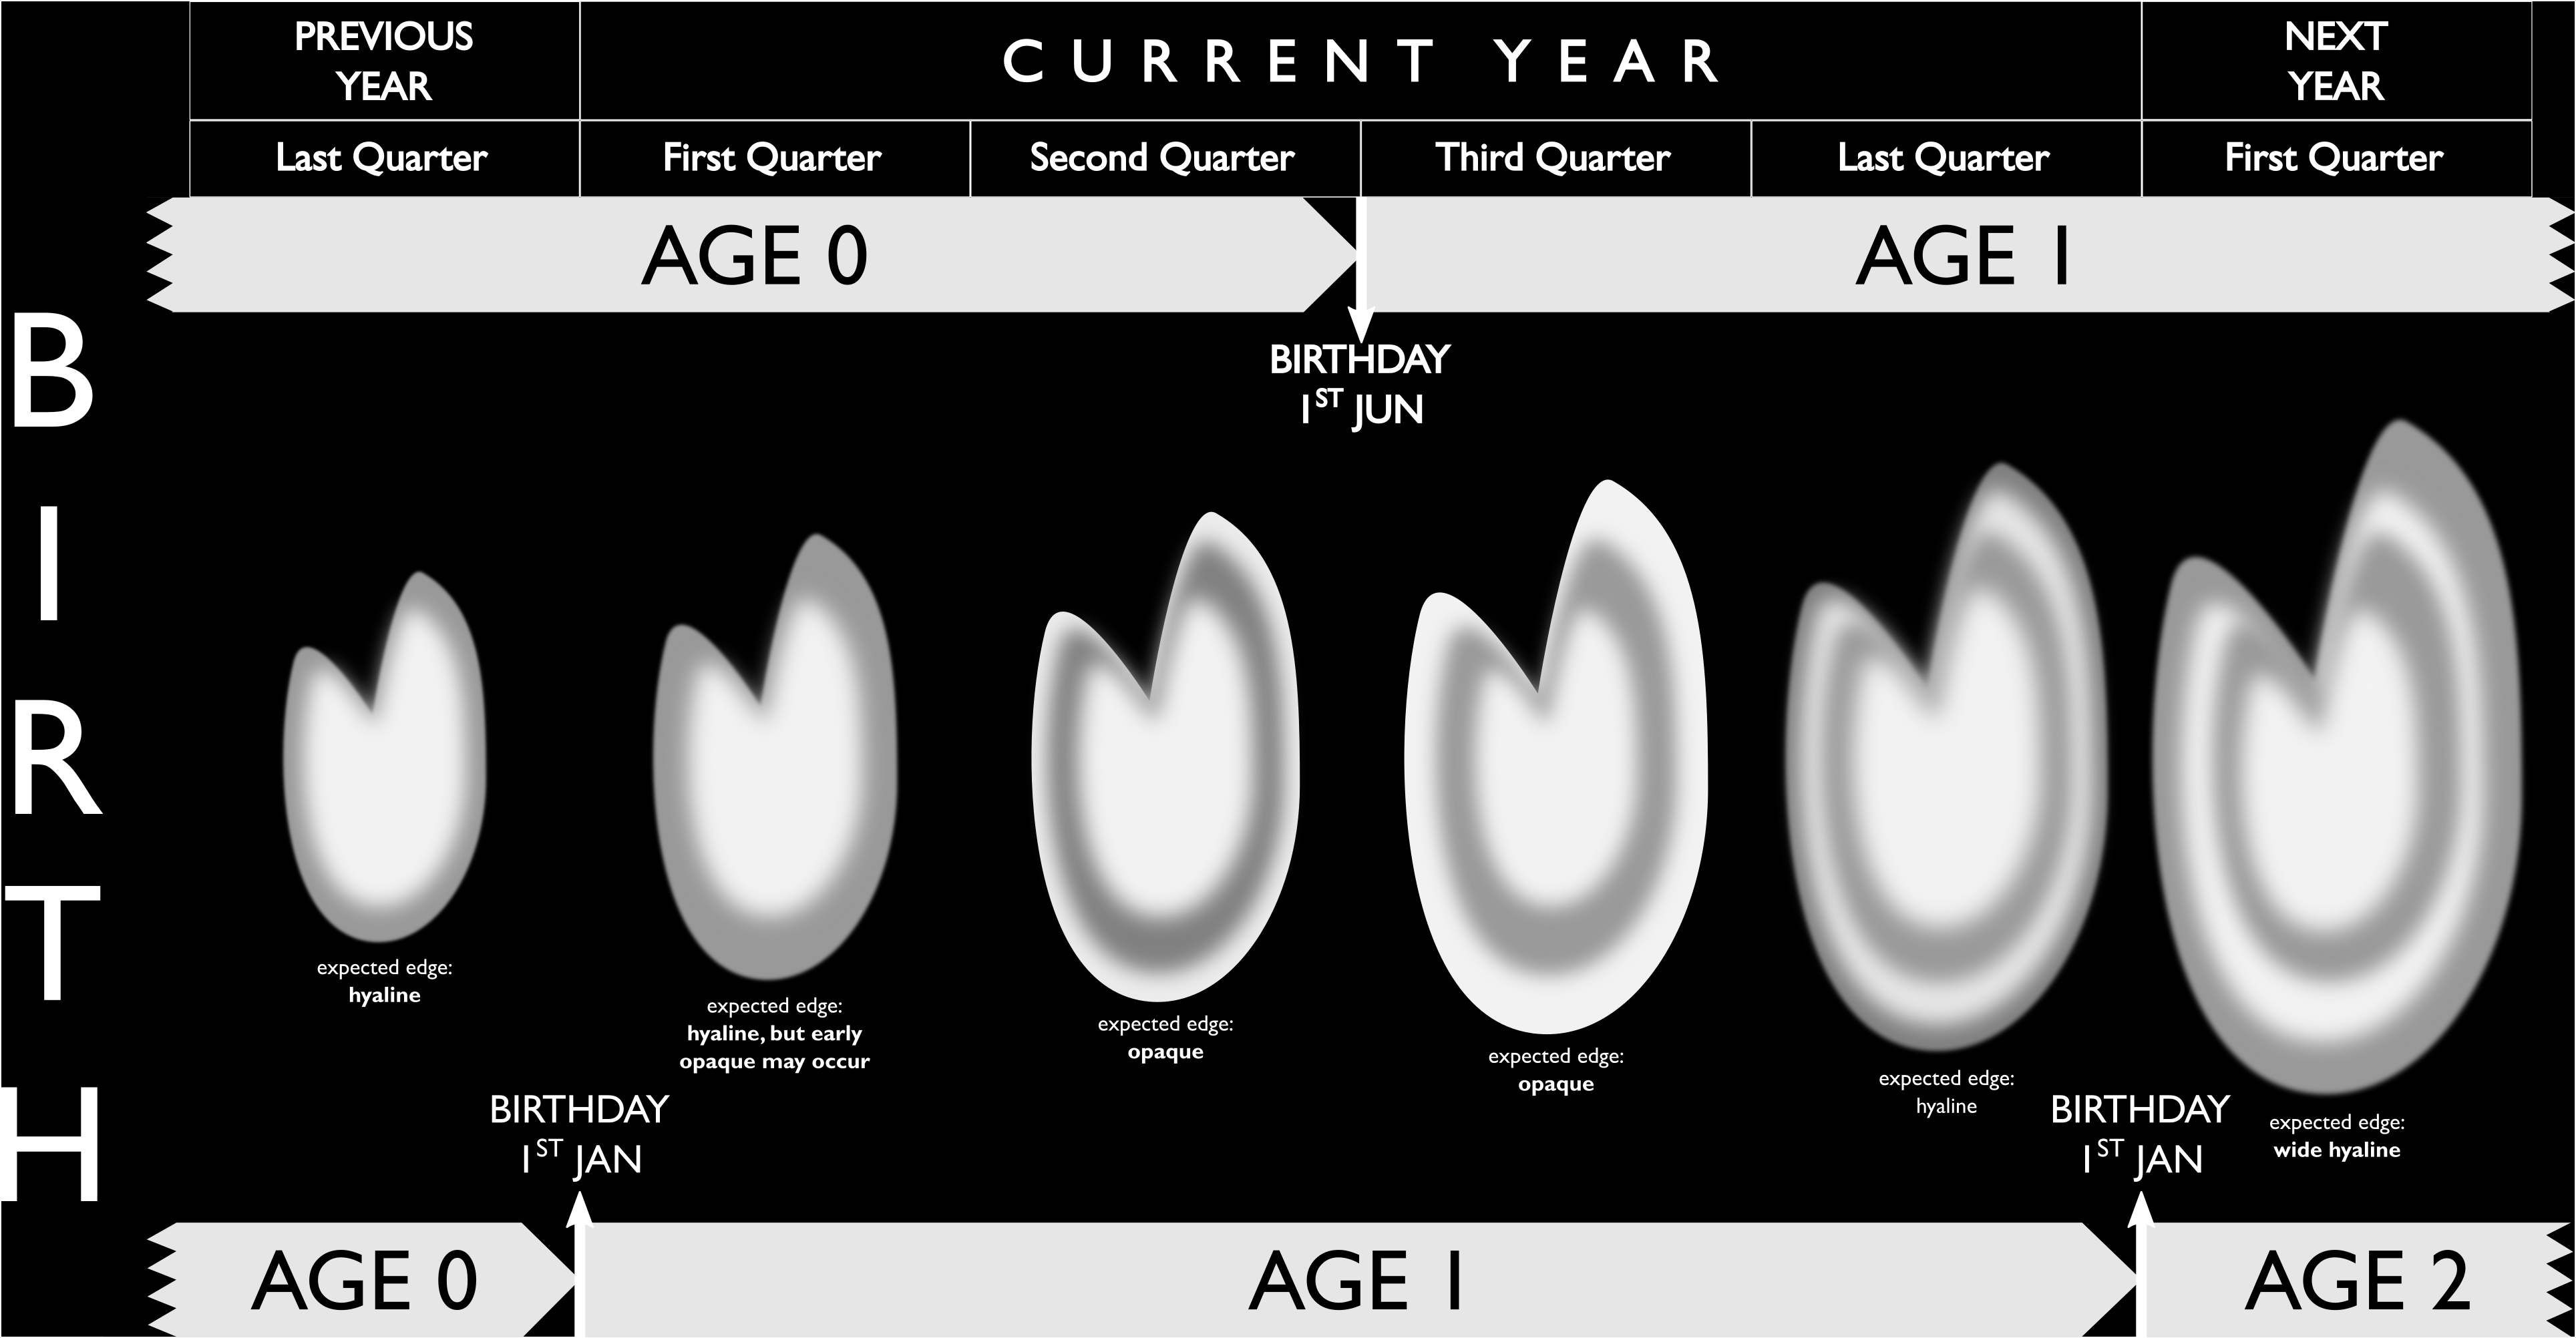 PREVIOUS
YEAR
CURRENT YEAR
NEXT
YEAR
Last Quarter
First Quarter
Second Quarter
Third Quarter
Last Quarter
First Quarter
AGE 0
AGE 1
BIRTHDAY
1ST JUN
BIRTH
expected edge:
hyaline
expected edge:
hyaline, but early
opaque may occur
expected edge:
opaque
expected edge:
opaque
expected edge:
hyaline
expected edge:
wide hyaline
BIRTHDAY
1ST JAN
BIRTHDAY
1ST JAN
AGE 0
AGE 1
AGE 2